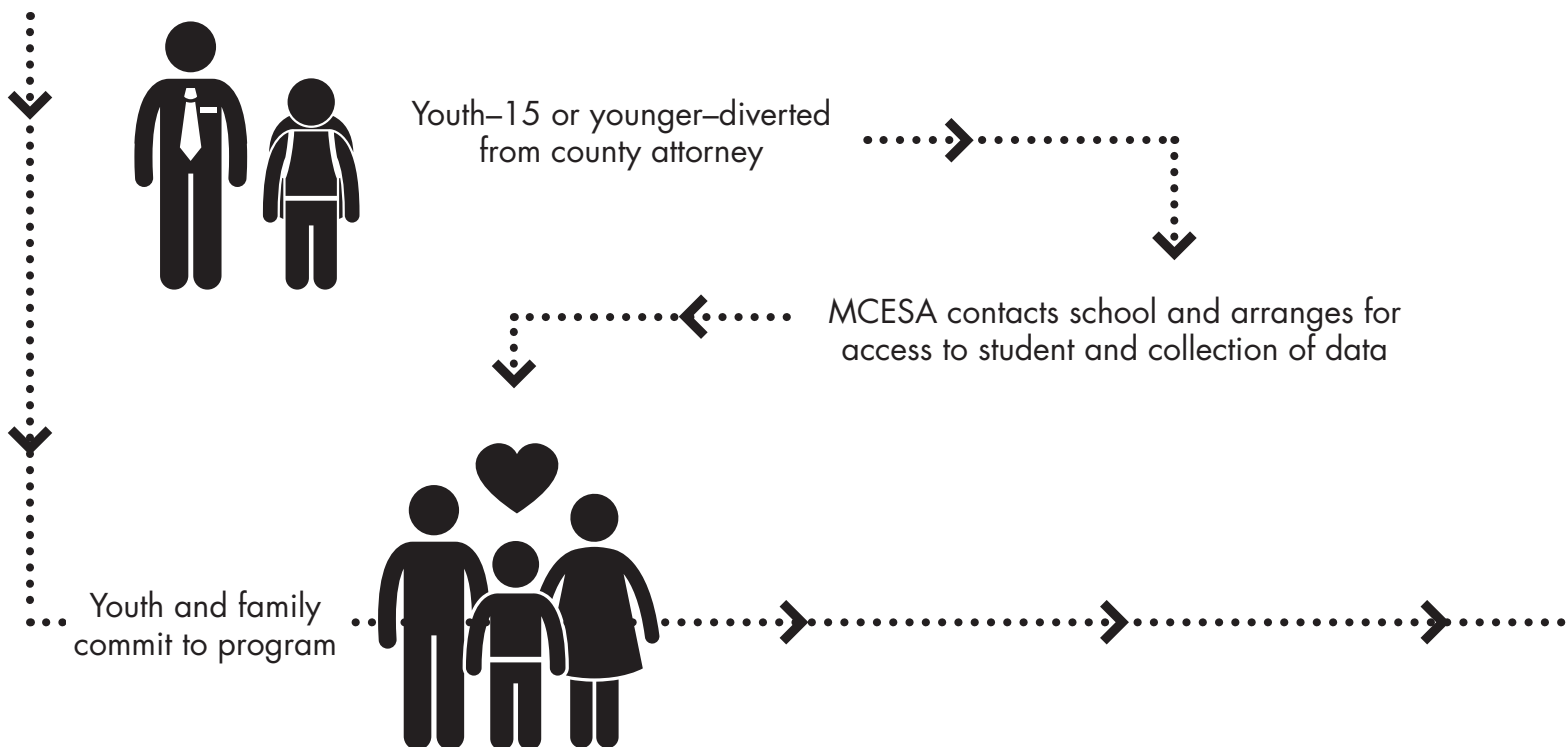 Youth–15 or younger–diverted
from county attorney
MCESA contacts school and arranges for
access to student and collection of data
Youth and family
commit to program